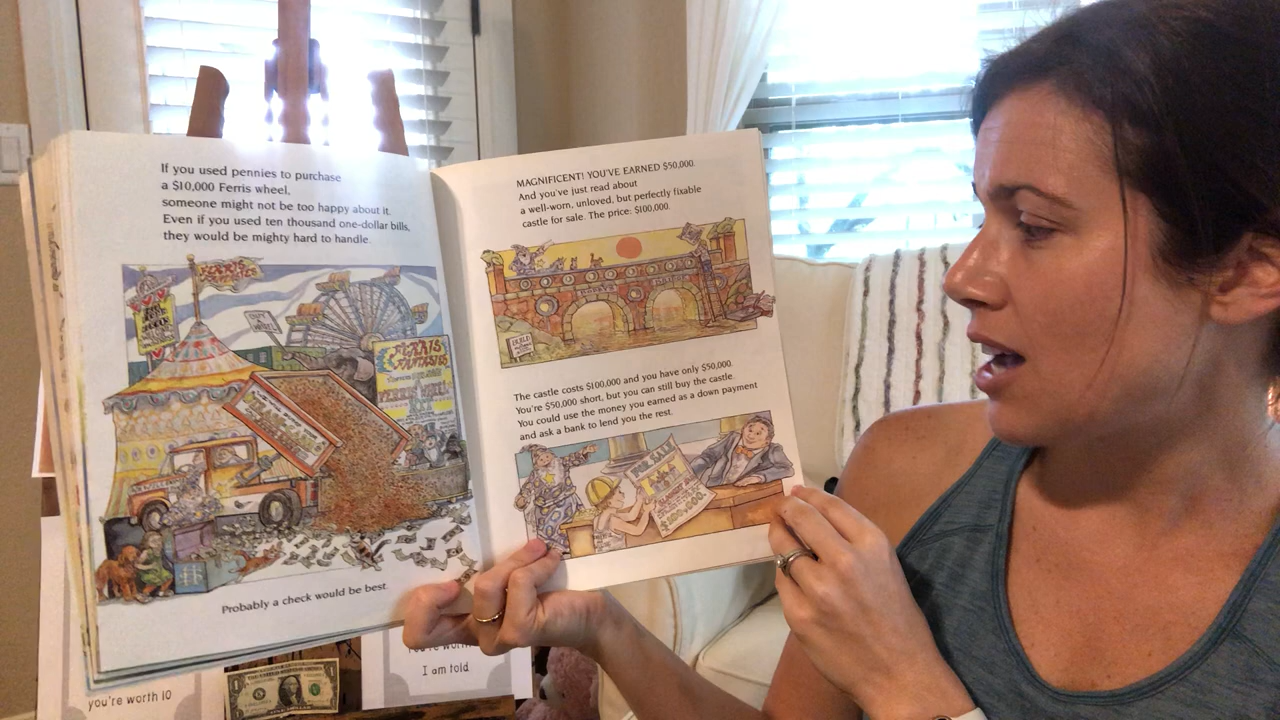 If you used pennies to purchase
a $10,000 Ferris wheel,
someone might not be too happy about it.
Even if you used ten thousand one-dollar bills,
they would be mighty hard to handle.
FERRIS
Probably a check would be best.
MAGNIFICENT! YOU'VE EARNED $50,000.
And you've just read about
a well-worn, unloved, but perfectly fixable
castle for sale. The price: $100,000.
The castle costs $100,000 and you have only $50,000.
You're $50,000 short, but you can still buy the castle.
You could use the money you earned as a down payment
and ask a bank to lend you the rest.
FOR SALE
$100,000
you're worth 10
you're worth
I am told